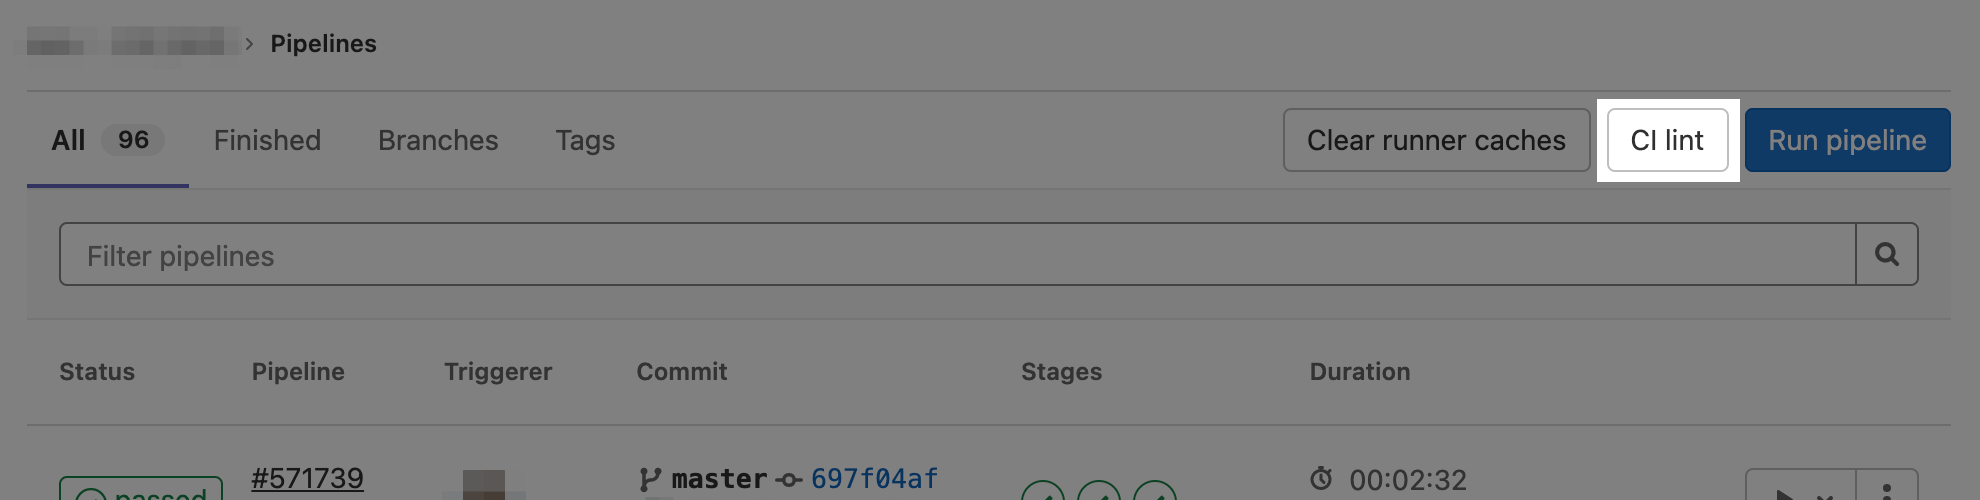 Pipelines
All 96 Finished Branches Tags Clear runner caches CI lint Run pipeline
Filter pipelines
Status Pipeline Triggerer Commit Stages Duration
passed #571739 master 697f04af 00:02:32